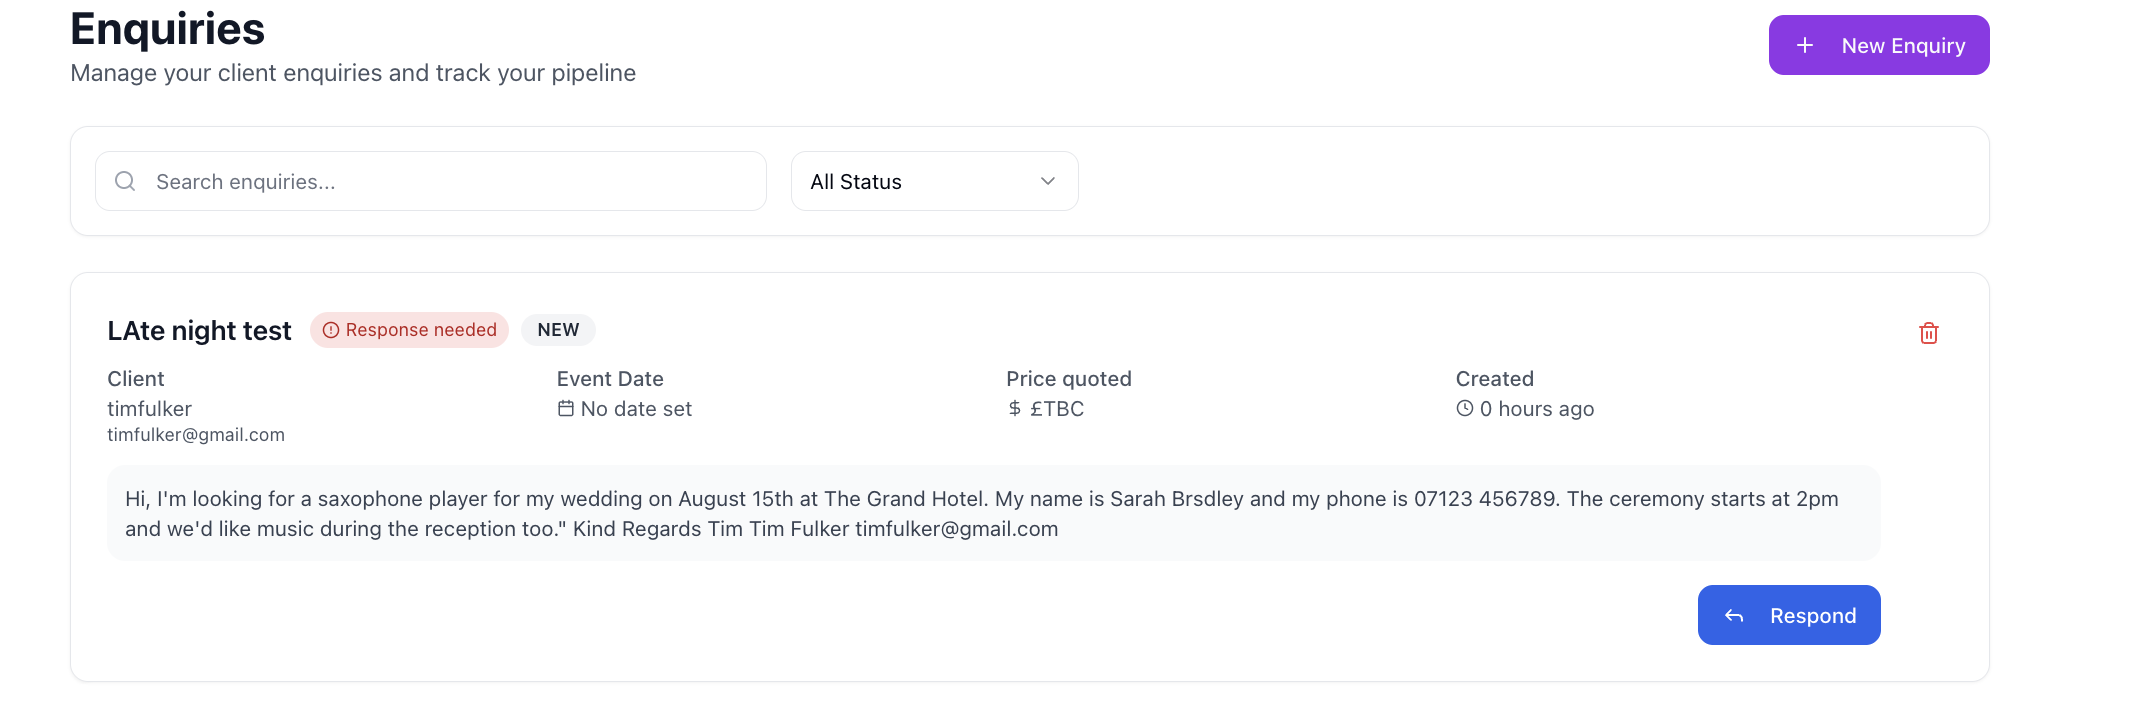 Enquiries
Manage your client enquiries and track your pipeline
New Enquiry
Search enquiries...
All Status
LAte night test
Response needed
NEW
Client
timfulker
timfulker@gmail.com
Event Date
No date set
Price quoted
$ £TBC
Created
0 hours ago
Hi, I'm looking for a saxophone player for my wedding on August 15th at The Grand Hotel. My name is Sarah Brsdley and my phone is 07123 456789. The ceremony starts at 2pm
and we'd like music during the reception too." Kind Regards Tim Tim Fulker timfulker@gmail.com
Respond